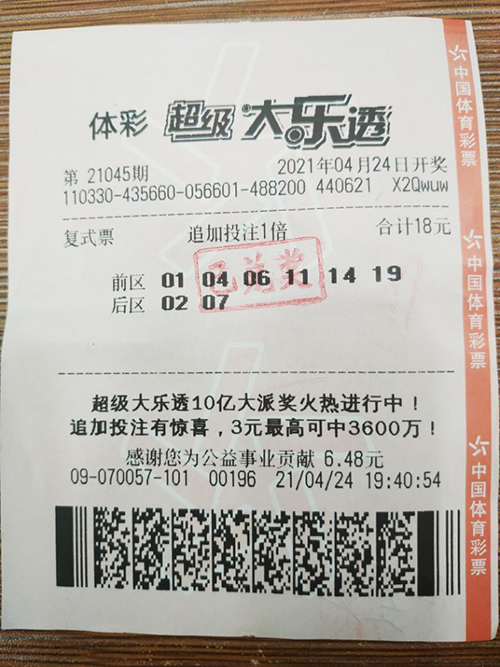 体彩 超级大乐透
第 21045期 2021年04月24日开奖
110330-435660-056601-488200 440621 X2Qwuw
复式票 追加投注1倍 合计18元
前区 01 04 06 11 14 19
后区 02 07
已兑奖
超级大乐透10亿大派奖火热进行中！
追加投注有惊喜，3元最高可中3600万！
感谢您为公益事业贡献 6.48元
09-070057-101 00196 21/04/24 19:40:54
中国体育彩票
中国体育彩票
中国体育彩票